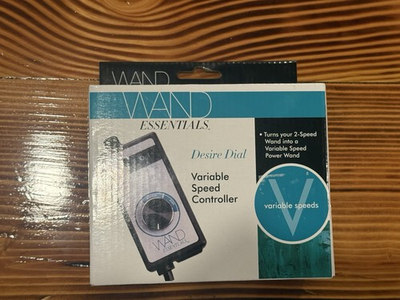 WAND
WAND
ESSENTIALS
Desire Dial
Variable
Speed
Controller
• Turns your 2-Speed
Wand into a
Variable Speed
Power Wand
V
variable speeds
WAND